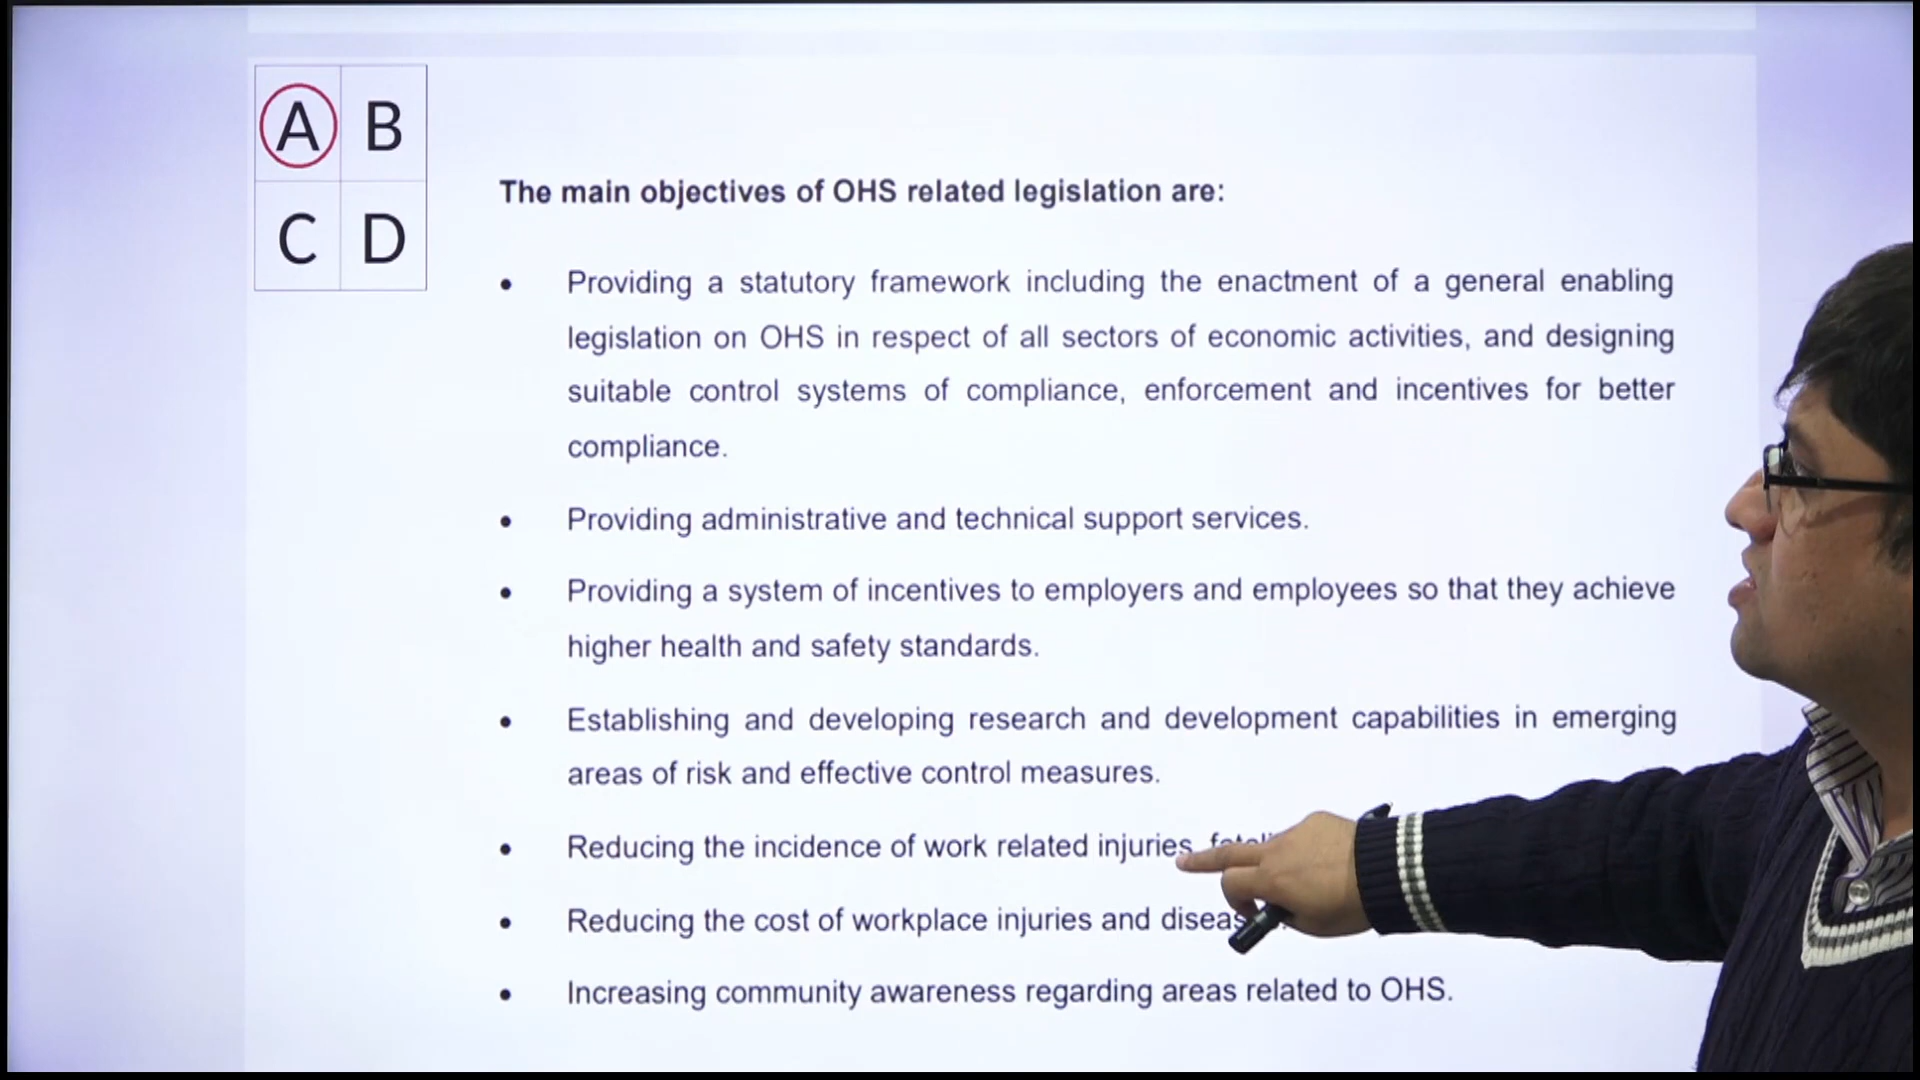 A B
C D
The main objectives of OHS related legislation are:
• Providing a statutory framework including the enactment of a general enabling
legislation on OHS in respect of all sectors of economic activities, and designing
suitable control systems of compliance, enforcement and incentives for better
compliance.
• Providing administrative and technical support services.
• Providing a system of incentives to employers and employees so that they achieve
higher health and safety standards.
• Establishing and developing research and development capabilities in emerging
areas of risk and effective control measures.
• Reducing the incidence of work related injuries,
• Reducing the cost of workplace injuries and
• Increasing community awareness regarding areas related to OHS.